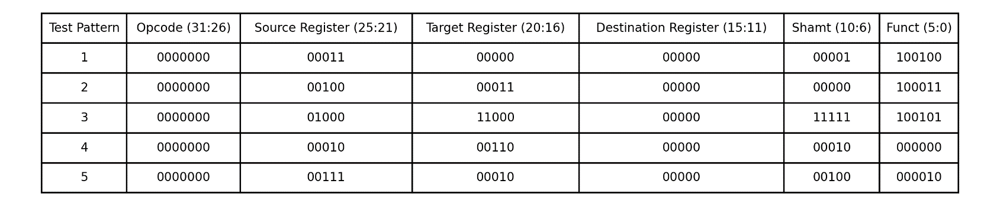 Test Pattern Opcode (31:26) Source Register (25:21) Target Register (20:16) Destination Register (15:11) Shamt (10:6) Funct (5:0)
1 0000000 00011 00000 00000 00001 100100
2 0000000 00100 00011 00000 00000 100011
3 0000000 01000 11000 00000 11111 100101
4 0000000 00010 00110 00000 00010 000000
5 0000000 00111 00010 00000 00100 000010